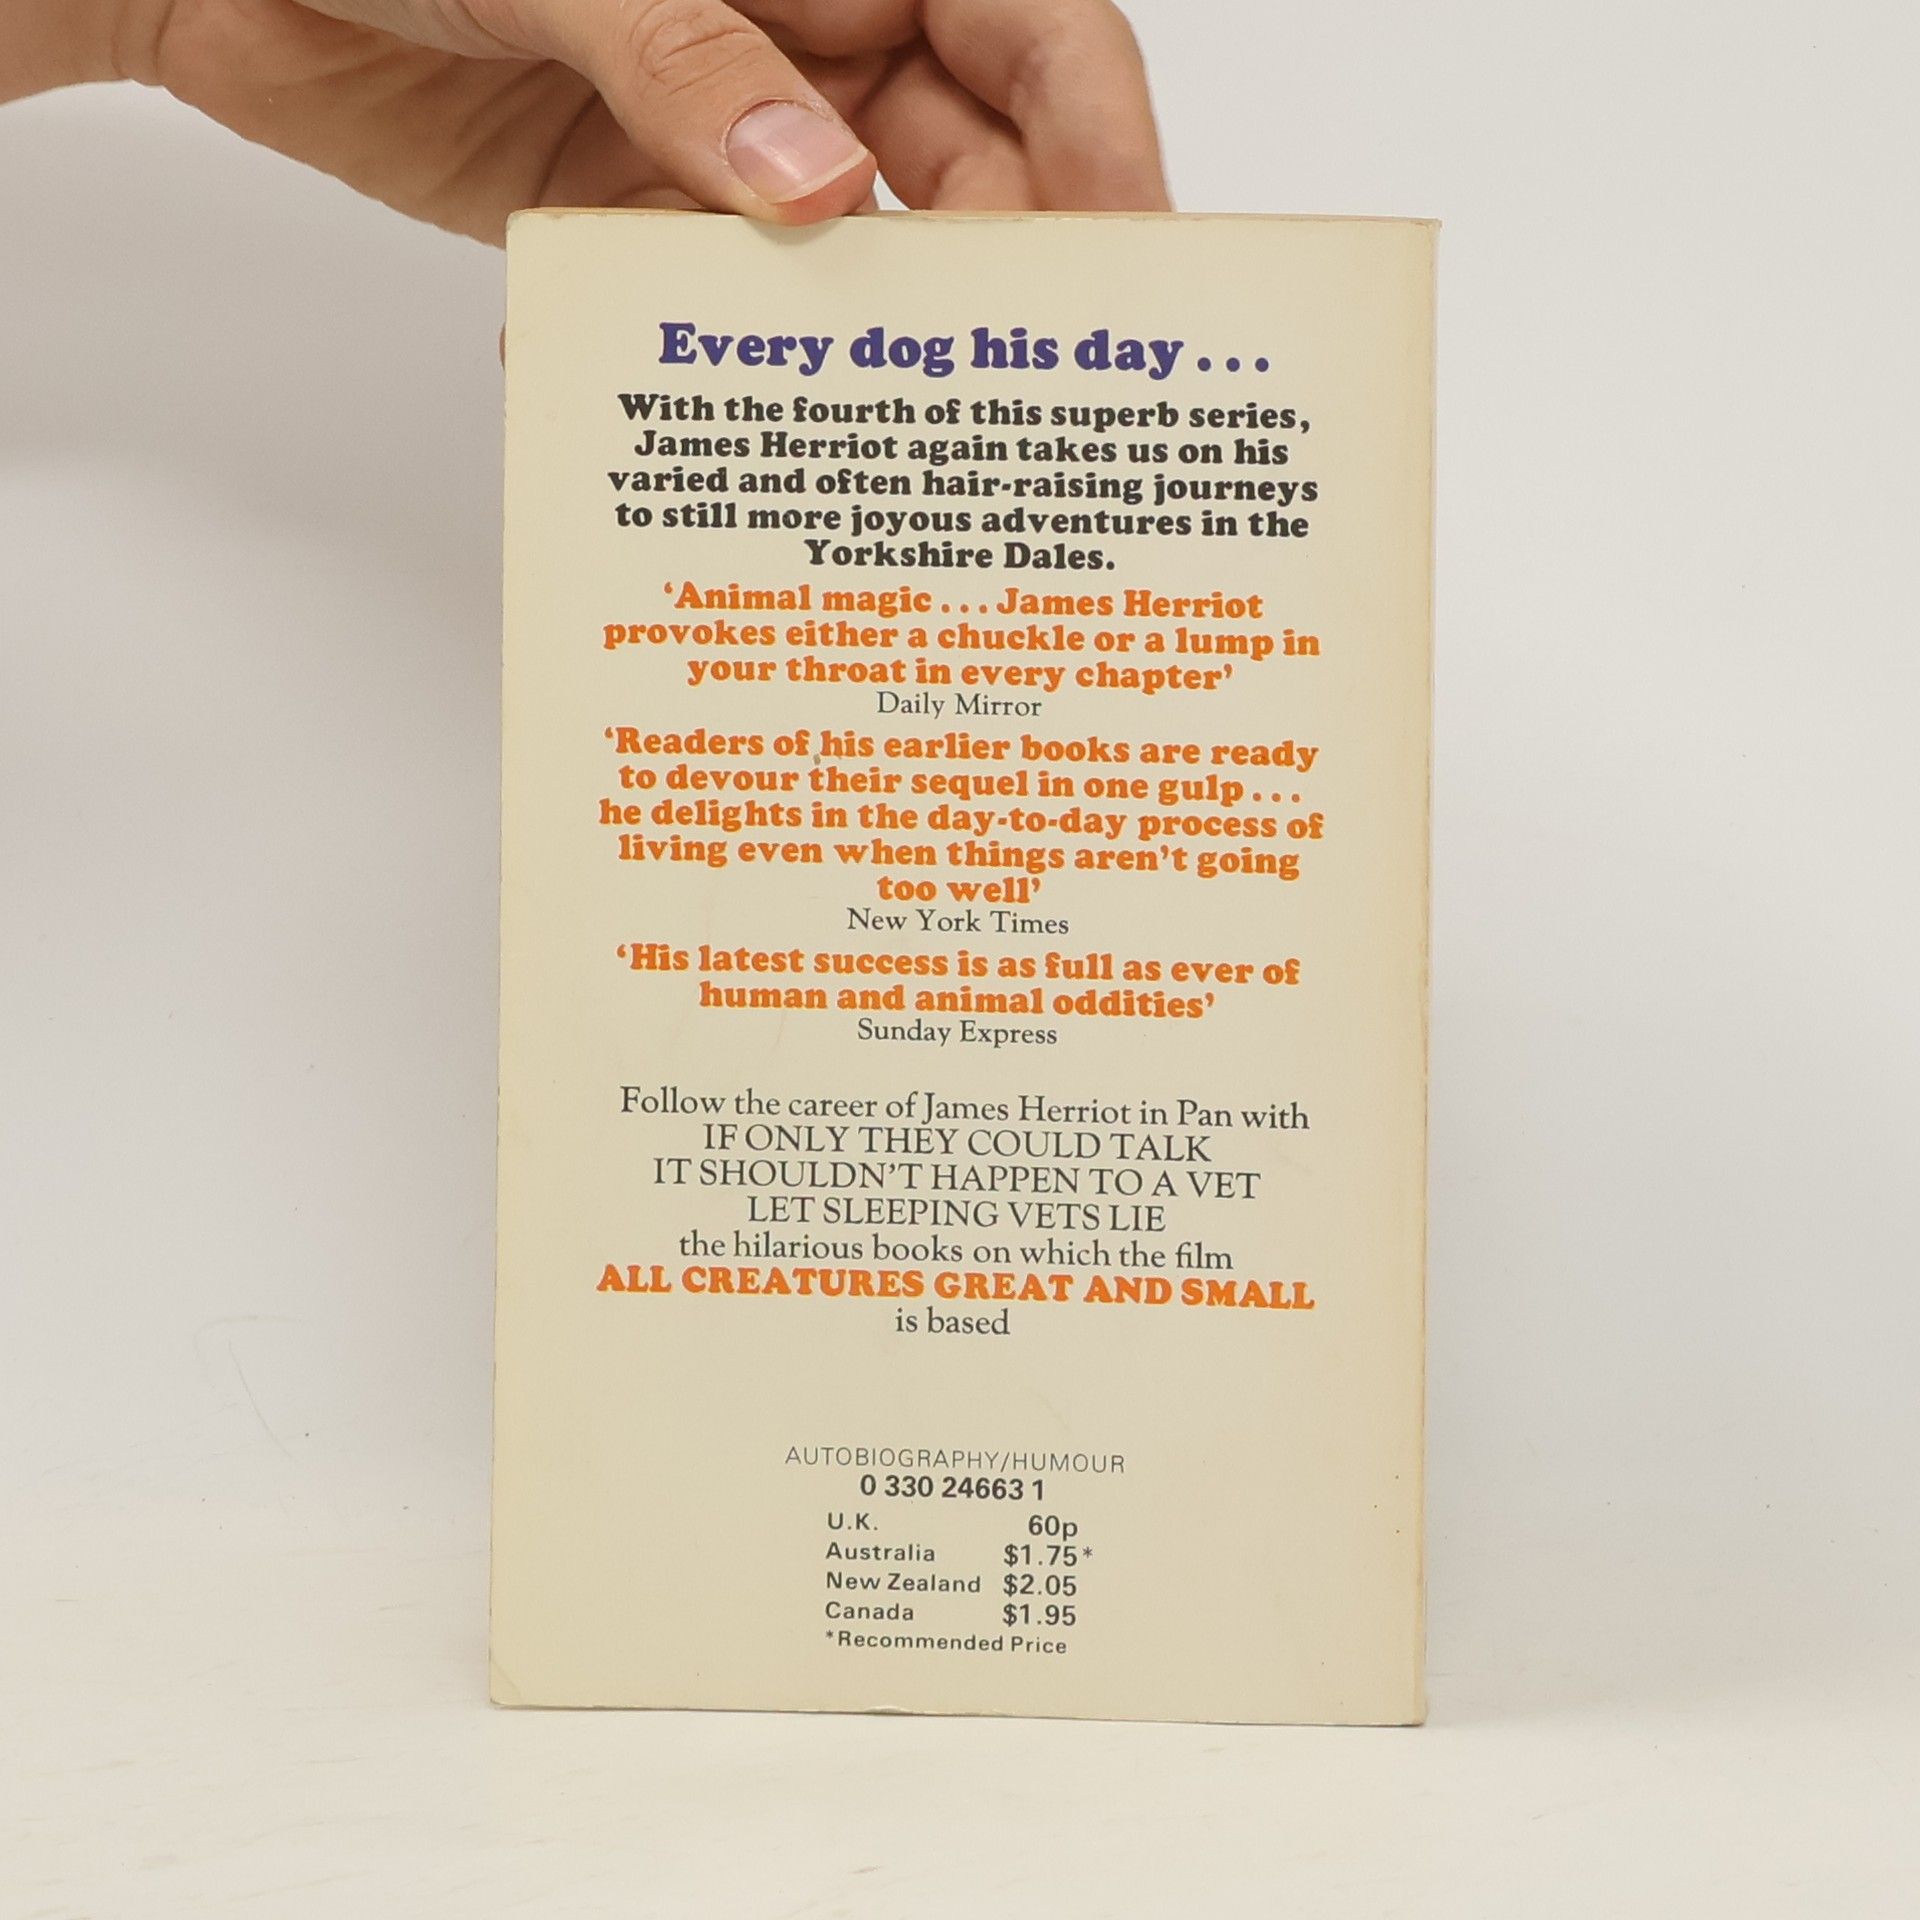 Every dog his day...
With the fourth of this superb series,
James Herriot again takes us on his
varied and often hair-raising journeys
to still more joyous adventures in the
Yorkshire Dales.
‘Animal magic...James Herriot
provokes either a chuckle or a lump in
your throat in every chapter’
Daily Mirror
‘Readers of his earlier books are ready
to devour their sequel in one gulp...
he delights in the day-to-day process of
living even when things aren’t going
too well’
New York Times
‘His latest success is as full as ever of
human and animal oddities’
Sunday Express
Follow the career of James Herriot in Pan with
IF ONLY THEY COULD TALK
IT SHOULDN’T HAPPEN TO A VET
LET SLEEPING VETS LIE
the hilarious books on which the film
ALL CREATURES GREAT AND SMALL
is based
AUTOBIOGRAPHY/HUMOUR
0 330 24663 1
U.K. 60p
Australia $1.75*
New Zealand $2.05
Canada $1.95
*Recommended Price